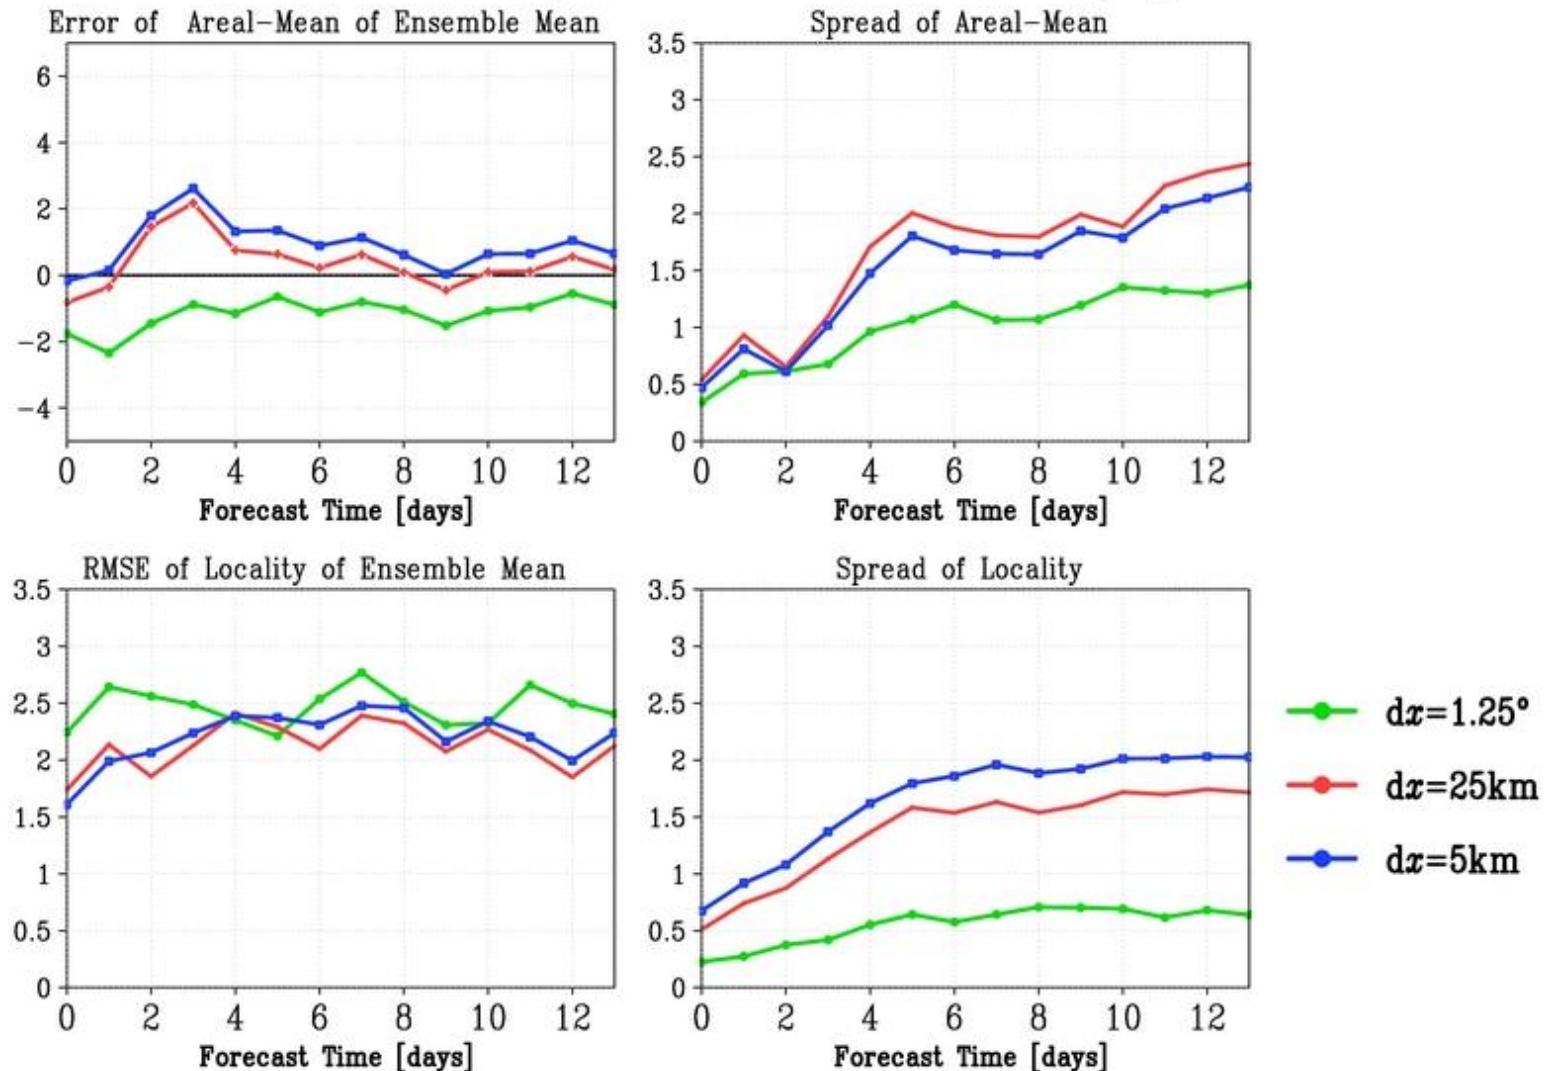 Error of Areal-Mean of Ensemble Mean
6
4
2
0
-2
-4
0 2 4 6 8 10 12
Forecast Time [days]
Spread of Areal-Mean
3.5
3
2.5
2
1.5
1
0.5
0
0 2 4 6 8 10 12
Forecast Time [days]
RMSE of Locality of Ensemble Mean
3.5
3
2.5
2
1.5
1
0.5
0
0 2 4 6 8 10 12
Forecast Time [days]
Spread of Locality
3.5
3
2.5
2
1.5
1
0.5
0
0 2 4 6 8 10 12
Forecast Time [days]
dx=1.25°
dx=25km
dx=5km